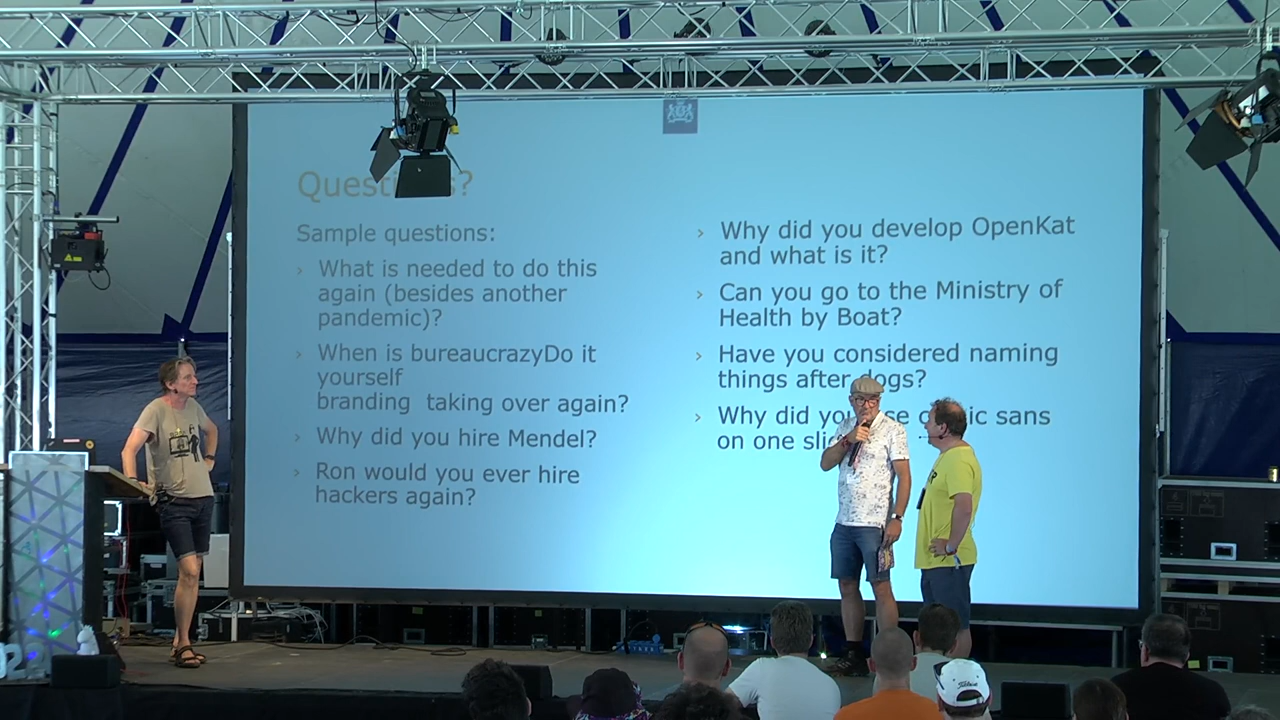 Sample questions:
› What is needed to do this
again (besides another
pandemic)?
› When is bureaucrazyDo it
yourself
branding taking over again?
› Why did you hire Mendel?
› Ron would you ever hire
hackers again?
› Why did you develop OpenKat
and what is it?
› Can you go to the Ministry of
Health by Boat?
› Have you considered naming
things after dogs?
› Why did you sans
on one